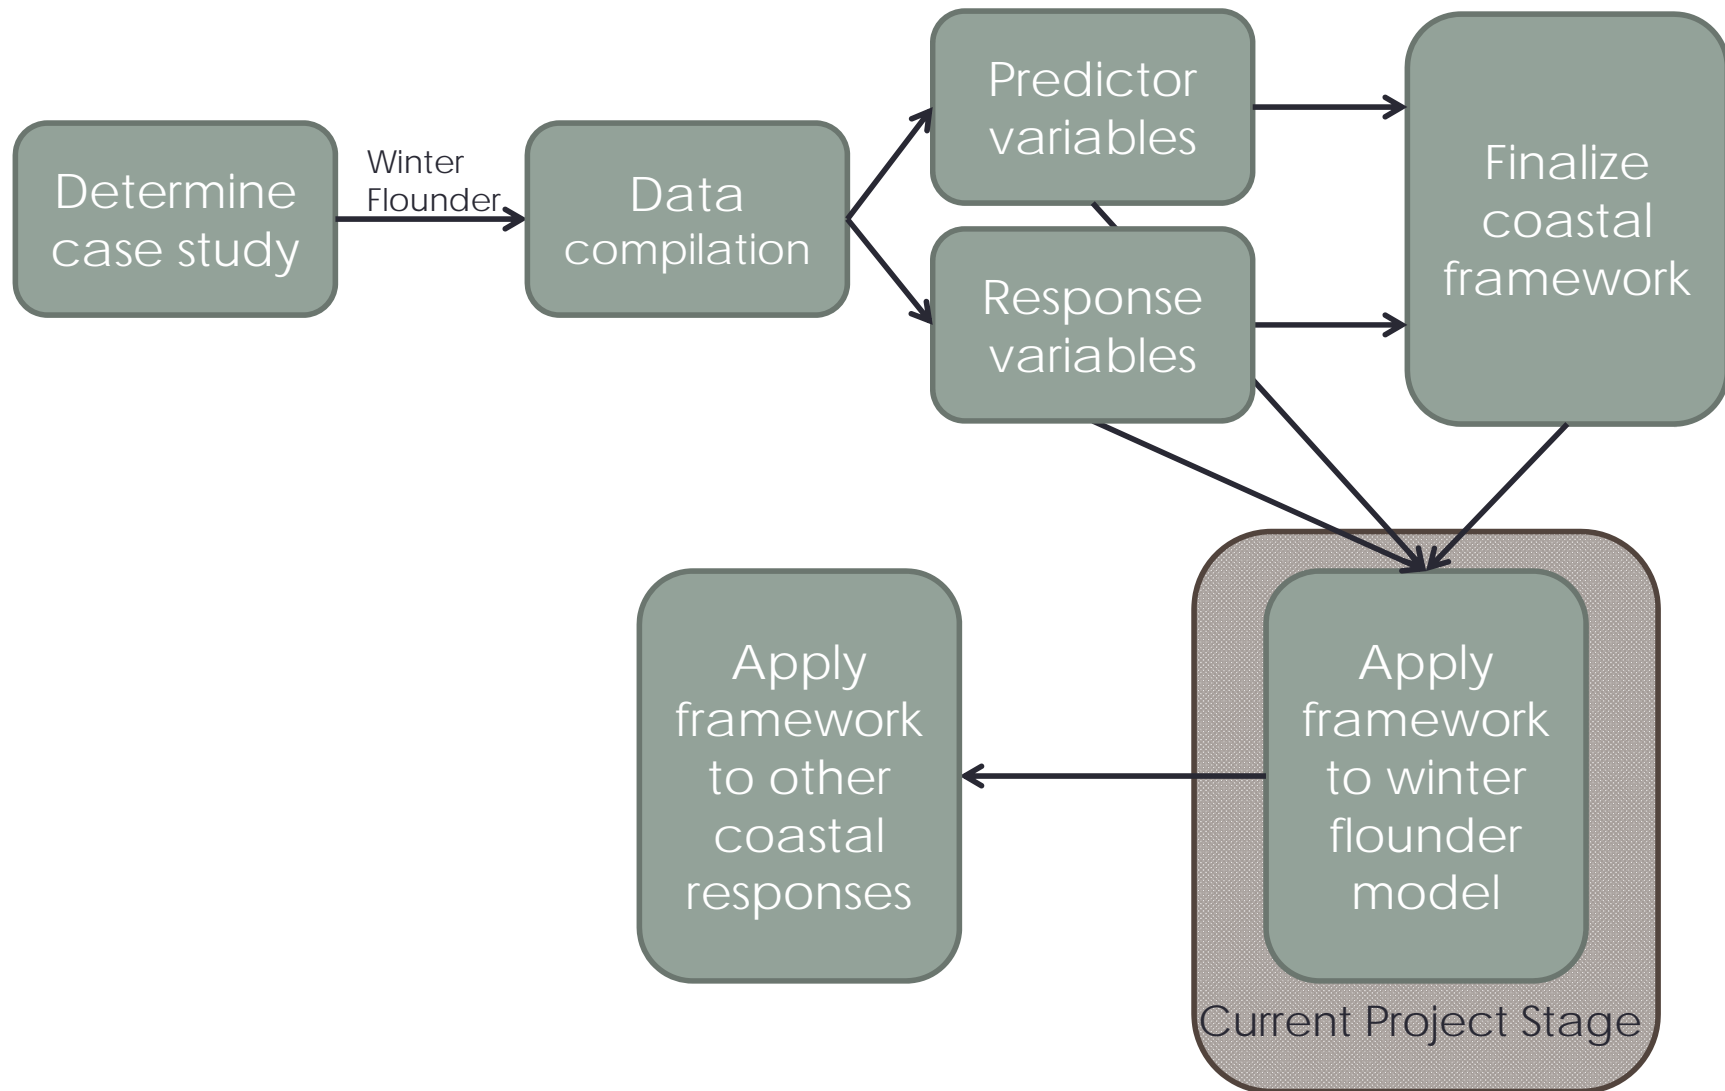 Determine
case study
Winter
Flounder
Data
compilation
Predictor
variables
Response
variables
Finalize
coastal
framework
Apply
framework
to other
coastal
responses
Apply
framework
to winter
flounder
model
Current Project Stage